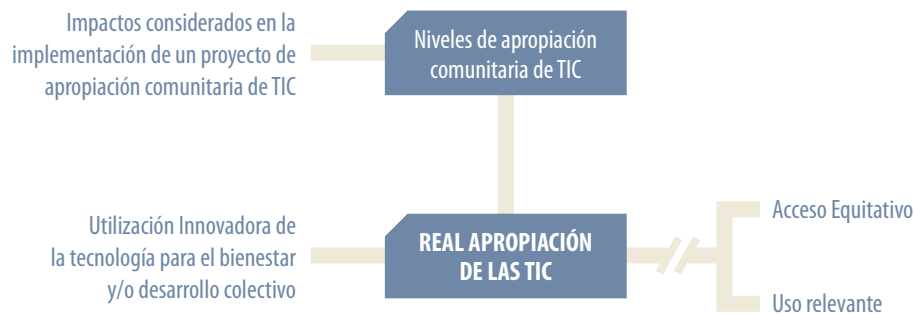 Impactos considerados en la
implementación de un proyecto de
apropiación comunitaria de TIC
Niveles de apropiación
comunitaria de TIC
Utilización Innovadora de
la tecnología para el bienestar
y/o desarrollo colectivo
REAL APROPIACIÓN
DE LAS TIC
Acceso Equitativo
Uso relevante